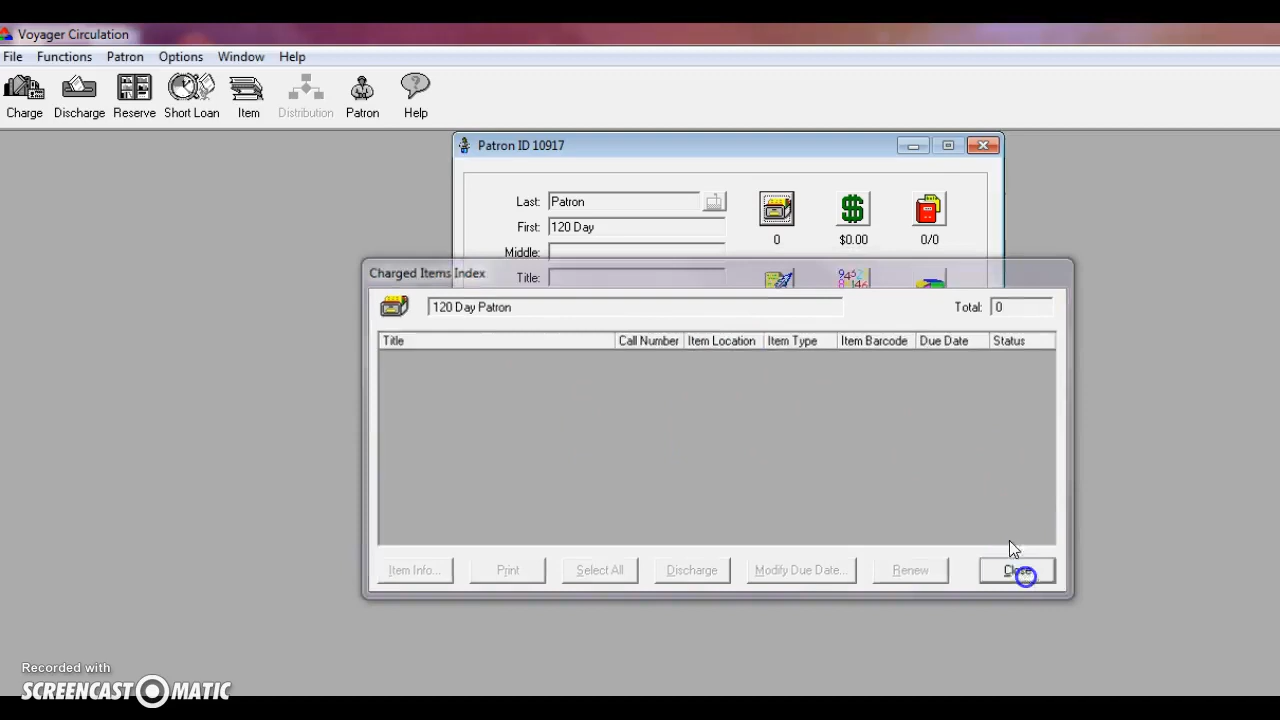 Voyager Circulation
File Functions Patron Options Window Help
Charge Discharge Reserve Short Loan Item Distribution Patron Help
Patron ID 10917
Last: Patron
First: 120 Day
0 $0.00 0/0
Middle:
Title:
Charged Items Index
120 Day Patron Total: 0
Title Call Number Item Location Item Type Item Barcode Due Date Status
Item Info... Print Select All Discharge Modify Due Date... Renew Close
Recorded with
SCREENCAST MATIC